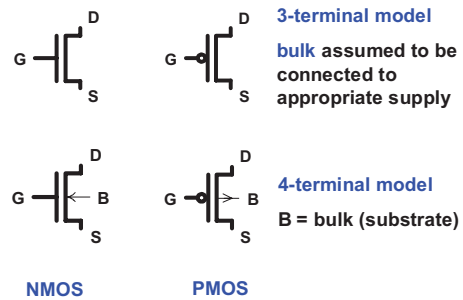 D D 3-terminal model
G G bulk assumed to be
connected to
S S appropriate supply
D D
4-terminal model
G B G B
B = bulk (substrate)
S S
NMOS PMOS